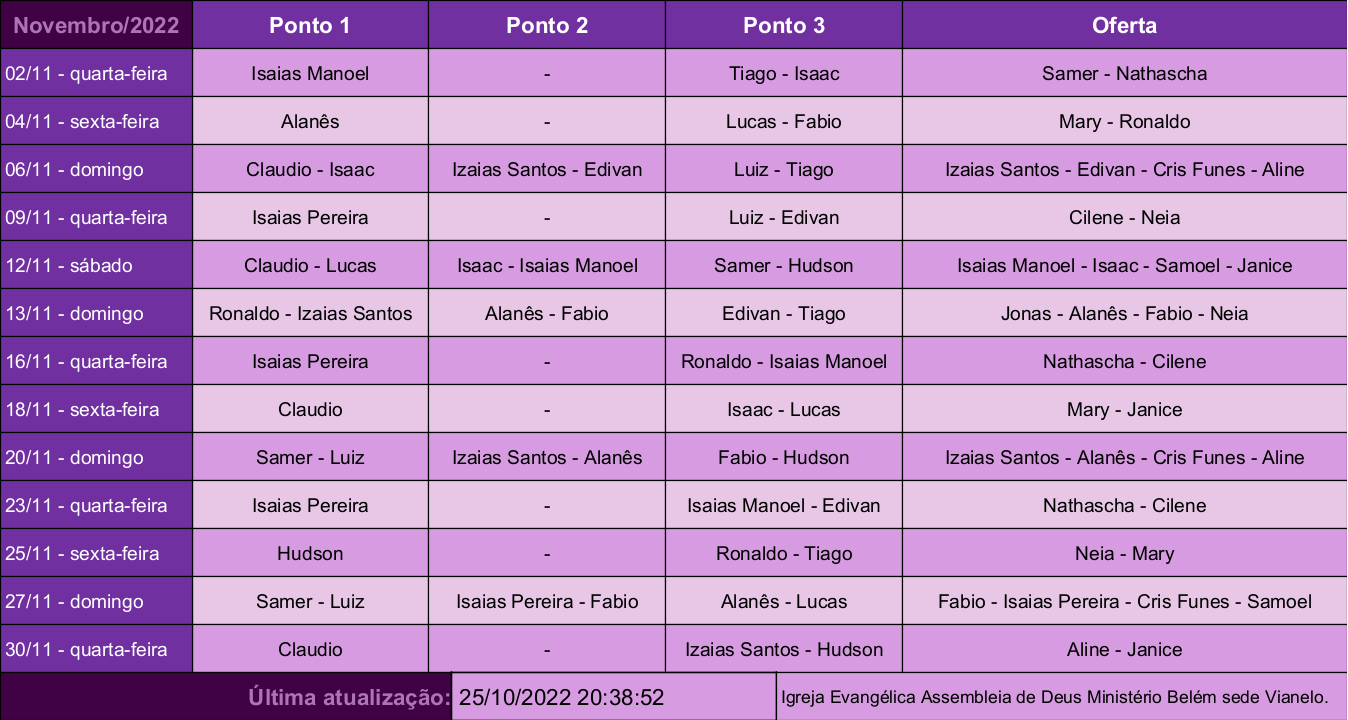 Novembro/2022 Ponto 1 Ponto 2 Ponto 3 Oferta
02/11 - quarta-feira Isaias Manoel - Tiago - Isaac Samer - Nathascha
04/11 - sexta-feira Alanês - Lucas - Fabio Mary - Ronaldo
06/11 - domingo Claudio - Isaac Izaias Santos - Edivan Luiz - Tiago Izaias Santos - Edivan - Cris Funes - Aline
09/11 - quarta-feira Isaias Pereira - Luiz - Edivan Cilene - Neia
12/11 - sábado Claudio - Lucas Isaac - Isaias Manoel Samer - Hudson Isaias Manoel - Isaac - Samoel - Janice
13/11 - domingo Ronaldo - Izaias Santos Alanês - Fabio Edivan - Tiago Jonas - Alanês - Fabio - Neia
16/11 - quarta-feira Isaias Pereira - Ronaldo - Isaias Manoel Nathascha - Cilene
18/11 - sexta-feira Claudio - Isaac - Lucas Mary - Janice
20/11 - domingo Samer - Luiz Izaias Santos - Alanês Fabio - Hudson Izaias Santos - Alanês - Cris Funes - Aline
23/11 - quarta-feira Isaias Pereira - Isaias Manoel - Edivan Nathascha - Cilene
25/11 - sexta-feira Hudson - Ronaldo - Tiago Neia - Mary
27/11 - domingo Samer - Luiz Isaias Pereira - Fabio Alanês - Lucas Fabio - Isaias Pereira - Cris Funes - Samoel
30/11 - quarta-feira Claudio - Izaias Santos - Hudson Aline - Janice
Última atualização: 25/10/2022 20:38:52 Igreja Evangélica Assembleia de Deus Ministério Belém sede Vianelo.